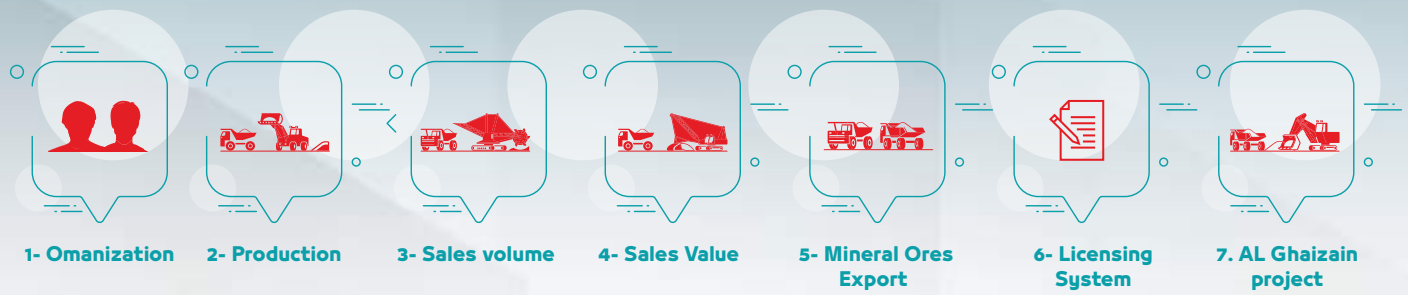 1- Omanization
2- Production
3- Sales volume
4- Sales Value
5- Mineral Ores
Export
6- Licensing
System
7. AL Ghaizain
project